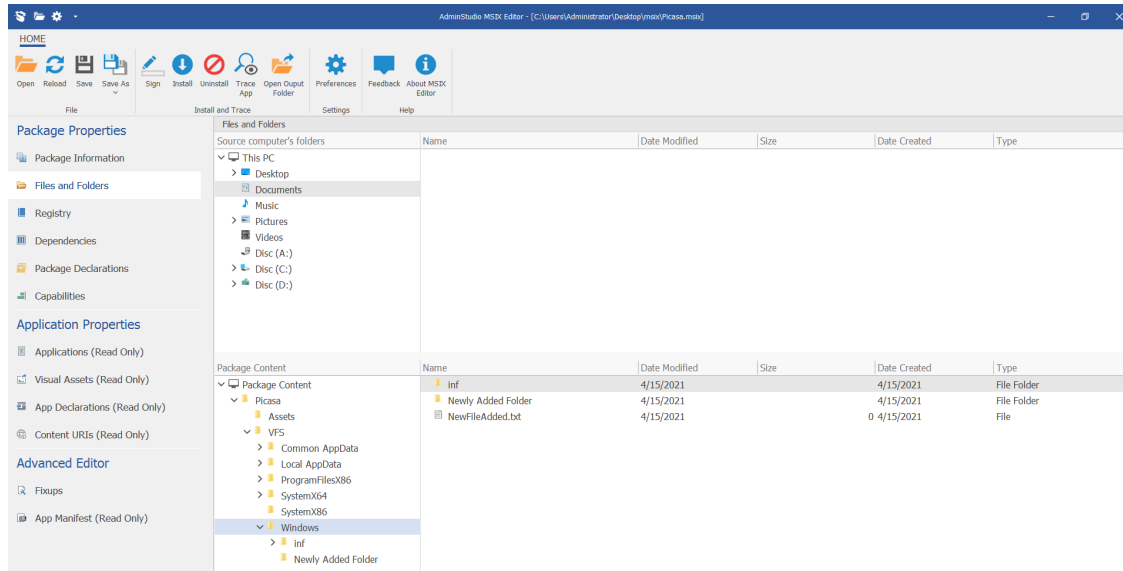 AdminStudio MSIX Editor - [C:\Users\Administrator\Desktop\msix\Picasa.msix]
HOME
Open Reload Save Save As Sign Install Uninstall Trace App Open Ouput Folder Preferences Feedback About MSIX Editor
File Install and Trace Settings Help
Package Properties
Package Information
Files and Folders
Registry
Dependencies
Package Declarations
Capabilities
Application Properties
Applications (Read Only)
Visual Assets (Read Only)
App Declarations (Read Only)
Content URIs (Read Only)
Advanced Editor
Fixups
App Manifest (Read Only)
Files and Folders
Source computer's folders Name Date Modified Size Date Created Type
This PC
Desktop
Documents
Music
Pictures
Videos
Disc (A:)
Disc (C:)
Disc (D:)
Package Content Name Date Modified Size Date Created Type
Package Content
Picasa
Assets
VFS
Common AppData
Local AppData
ProgramFilesX86
SystemX64
SystemX86
Windows
inf
Newly Added Folder
inf 4/15/2021 4/15/2021 File Folder
Newly Added Folder 4/15/2021 4/15/2021 File Folder
NewFileAdded.txt 4/15/2021 0 4/15/2021 File